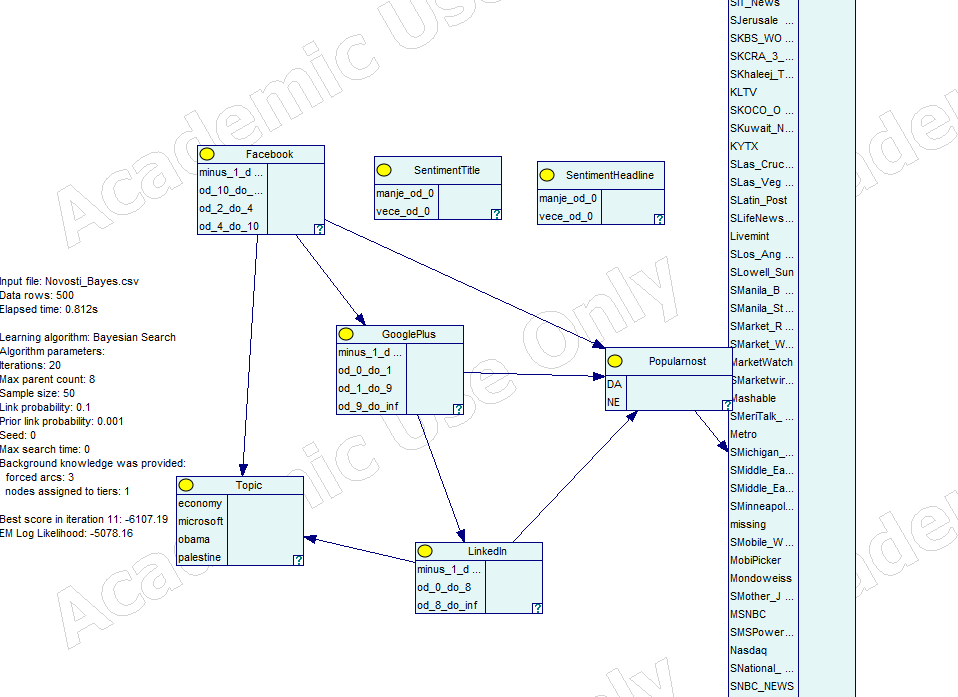 Academic Use Only
SIT_News
SJerusale ...
SKBS_WO ...
SKCRA_3_...
SKhaleej_T...
KLTV
SKOCO_O ...
SKuwait_N...
KYTX
SLas_Cruc...
SLas_Veg ...
SLatin_Post
SLifeNews...
Livemint
SLos_Ang ...
SLowell_Sun
SManila_B ...
SManila_St...
SMarket_R ...
SMarket_W...
MarketWatch
SMarketwir...
Mashable
SMeriTalk_ ...
Metro
SMichigan_...
SMiddle_Ea...
SMiddle_Ea...
SMinneapol...
missing
SMobile_W ...
MobiPicker
Mondoweiss
SMother_J ...
MSNBC
SMSPower...
Nasdaq
SNational_ ...
SNBC_NEWS
Facebook
minus_1_d ...
od_10_do_...
od_2_do_4
od_4_do_10
?
SentimentTitle
manje_od_0
vece_od_0
?
SentimentHeadline
manje_od_0
vece_od_0
?
Input file: Novosti_Bayes.csv
Data rows: 500
Elapsed time: 0.812s
Learning algorithm: Bayesian Search
Algorithm parameters:
Iterations: 20
Max parent count: 8
Sample size: 50
Link probability: 0.1
Prior link probability: 0.001
Seed: 0
Max search time: 0
Background knowledge was provided:
forced arcs: 3
nodes assigned to tiers: 1
Best score in iteration 11: -6107.19
EM Log Likelihood: -5078.16
GooglePlus
minus_1_d ...
od_0_do_1
od_1_do_9
od_9_do_inf
?
Popularnost
DA
NE
?
Topic
economy
microsoft
obama
palestine
?
LinkedIn
minus_1_d ...
od_0_do_8
od_8_do_inf
?